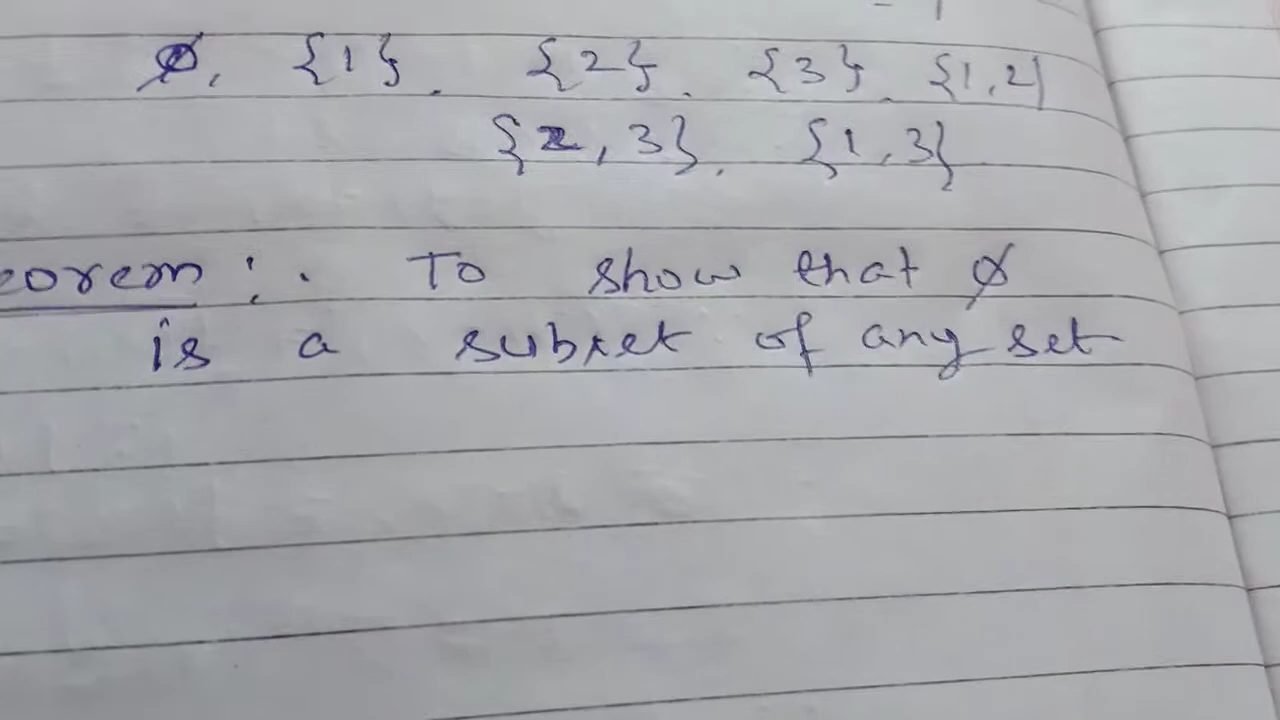 ∅, {1}, {2}, {3}, {1,2}
{2,3}, {1,3}
eorem :. To show that ∅
is a subset of any set